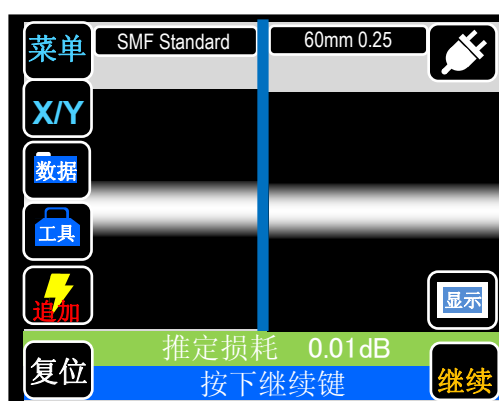 菜单
SMF Standard
60mm 0.25
X/Y
数据
工具
追加
显示
推定损耗 0.01dB
复位
按下继续键
继续